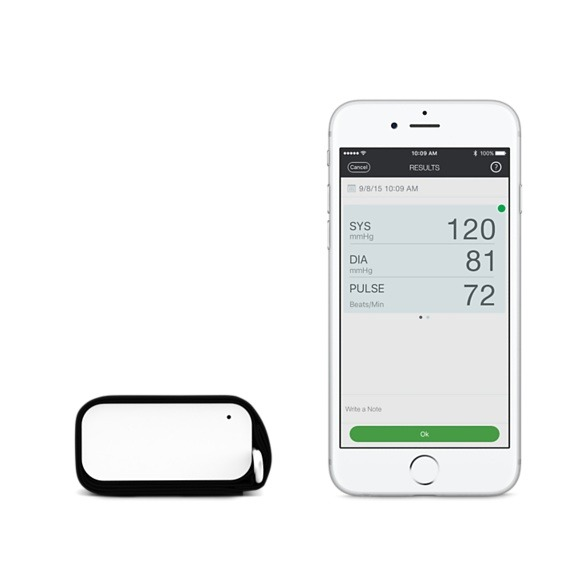 10:09 AM 100%
Cancel RESULTS ?
9/8/15 10:09 AM
SYS 120
mmHg
DIA 81
mmHg
PULSE 72
Beats/Min
Write a Note
Ok